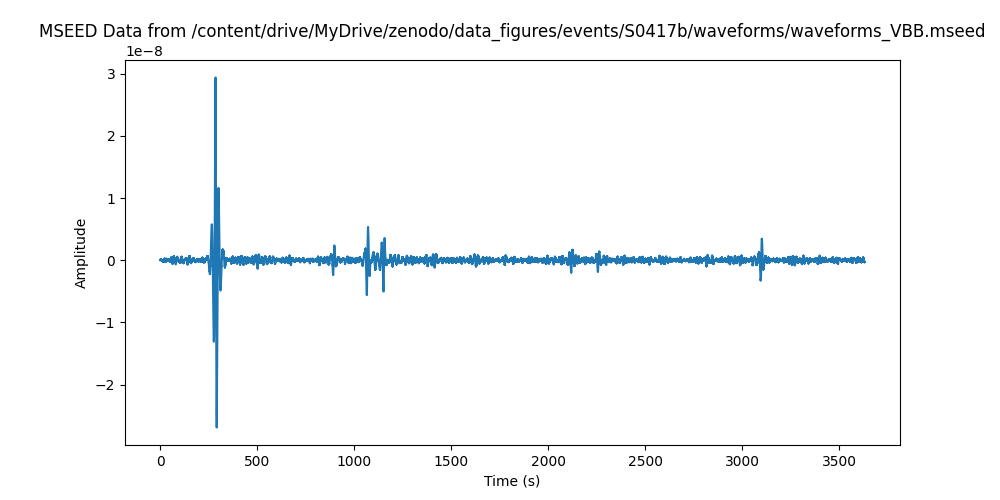 MSEED Data from /content/drive/MyDrive/zenodo/data_figures/events/S0417b/waveforms/waveforms_VBB.mseed
1e−8
3
2
1
0
−1
−2
Amplitude
0 500 1000 1500 2000 2500 3000 3500
Time (s)